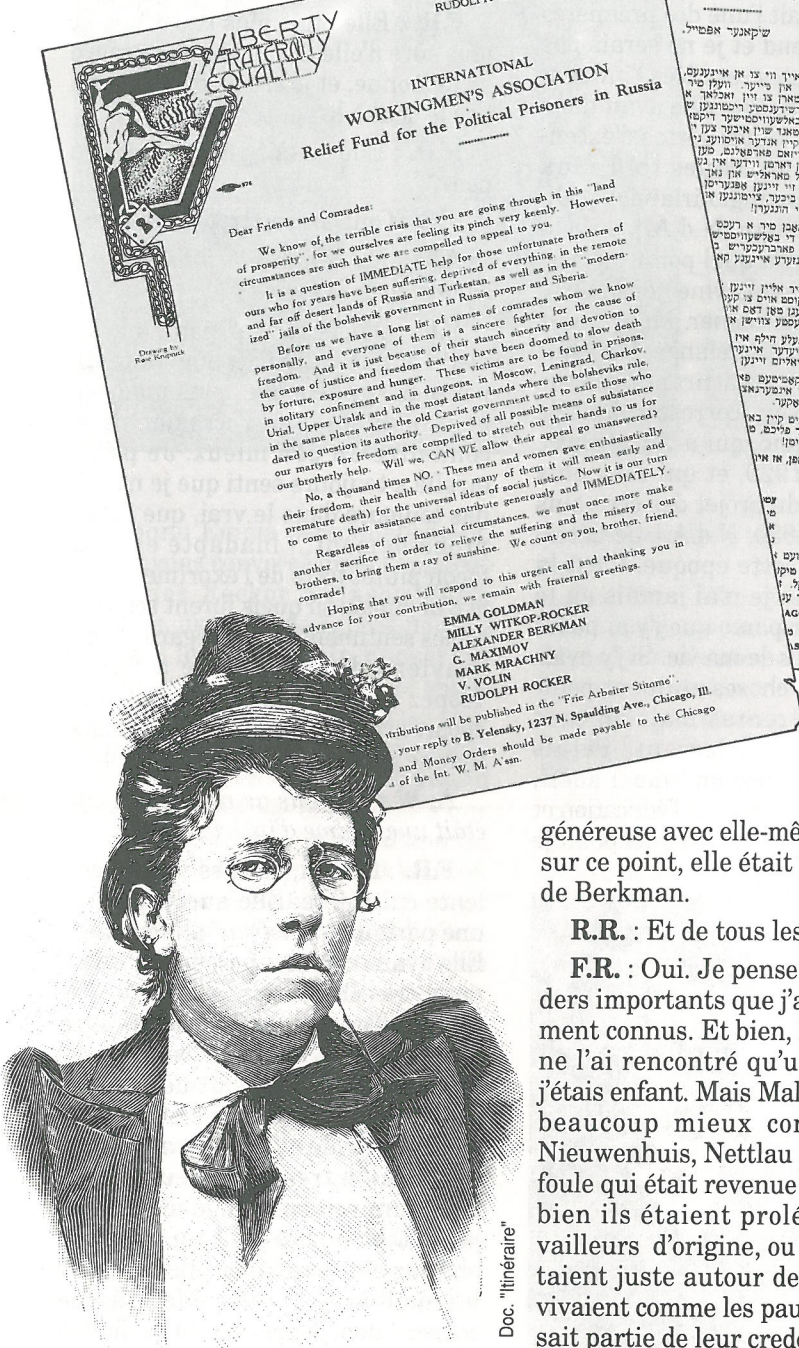 RUDOLPH
LIBERTY
FRATERNITY
EQUALITY
INTERNATIONAL
WORKINGMEN'S ASSOCIATION
Relief Fund for the Political Prisoners in Russia
Drawing by
Dear Friends and Comrades:
We know of the terrible crisis that you are going through in this "land
of prosperity", for we ourselves are feeling its pinch very keenly. However,
circumstances are such that we are compelled to appeal to you.
It is a question of IMMEDIATE help for those unfortunate brothers of
ours who for years have been suffering, deprived of everything, in the remote
and far off desert lands of Russia and Turkestan, as well as in the "modern-
ized" jails of the bolshevik government in Russia proper and Siberia.
Before us we have a long list of names of comrades whom we know
personally, and everyone of them is a sincere fighter for the cause of
freedom. And it is just because of their stauch sincerity and devotion to
the cause of justice and freedom that they have been doomed to slow death
by forture, exposure and hunger. These victims are to be found in prisons,
in solitary confinement and in dungeons, in Moscow, Leningrad, Charkov,
Urial, Upper Uralsk and in the most distant lands where the bolsheviks rule,
in the same places where the old Czarist government used to exile those who
dared to question its authority. Deprived of all possible means of subsistance
our martyrs for freedom are compelled to stretch out their hands to us for
our brotherly help. Will we, CAN WE allow their appeal go unanswered?
No, a thousand times NO. These men and women gave enthusiastically
their freedom, their health (and for many of them it will mean early and
premature death) for the universal ideas of social justice. Now it is our turn
to come to their assistance and contribute generously and IMMEDIATELY
Regardless of our financial circumstances, we must once more make
another sacrifice in order to relieve the suffering and the misery of our
brothers, to bring them a ray of sunshine. We count on you, brother, friend,
comrade!
Hoping that you will respond to this urgent call and thanking you in
advance for your contribution, we remain with fraternal greetings.
EMMA GOLDMAN
MILLY WITKOP-ROCKER
ALEXANDER BERKMAN
G. MAXIMOV
MARK MRACHNY
V. VOLIN
RUDOLPH ROCKER
tributions will be published in the "Frie Arbeiter Stimme".
your reply to B. Yelensky, 1237 N. Spaulding Ave., Chicago, Ill.
and Money Orders should be made payable to the Chicago
of the Int. W. M. A'ssn.
שיקאגער אפטייל.
généreuse avec elle-mê
sur ce point, elle était
de Berkman.
R.R. : Et de tous les
F.R. : Oui. Je pense
ders importants que j'a
ment connus. Et bien,
ne l'ai rencontré qu'u
j'étais enfant. Mais Mal
beaucoup mieux con
Nieuwenhuis, Nettlau
foule qui était revenue
bien ils étaient prolé
vailleurs d'origine, ou
taient juste autour de
vivaient comme les pau
sait partie de leur credo
Doc. "Itinéraire"